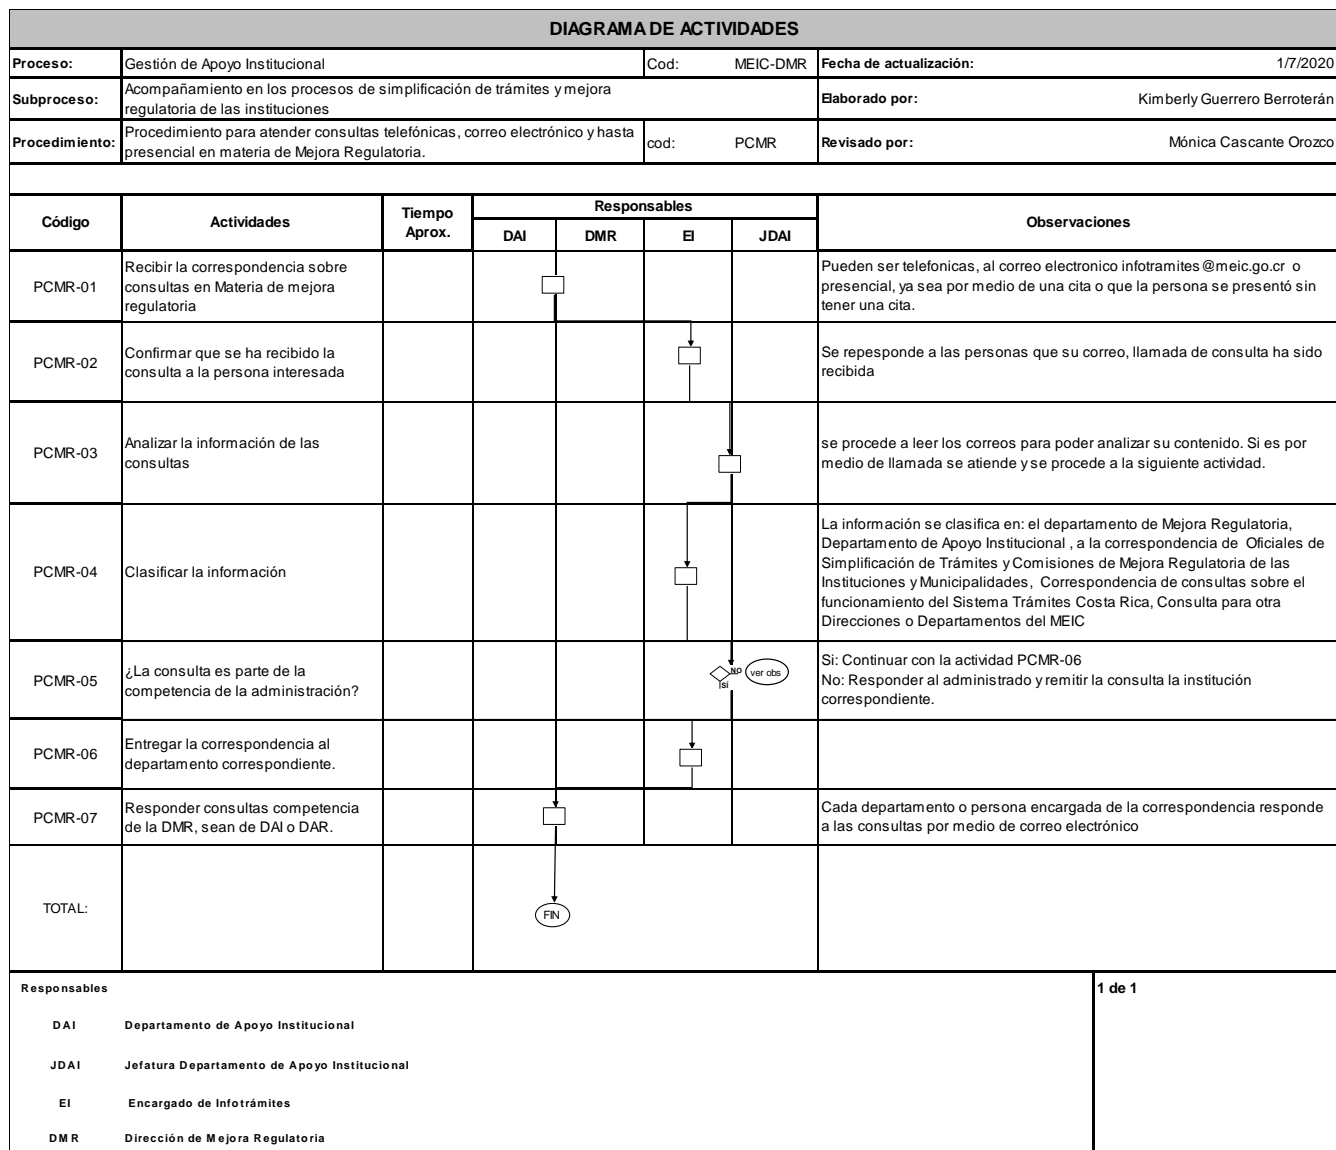 DIAGRAMA DE ACTIVIDADES
Proceso: Gestión de Apoyo Institucional Cod: MEIC-DMR Fecha de actualización: 1/7/2020
Subproceso: Acompañamiento en los procesos de simplificación de trámites y mejora
regulatoria de las instituciones
Elaborado por: Kimberly Guerrero Berroterán
Procedimiento: Procedimiento para atender consultas telefónicas, correo electrónico y hasta
presencial en materia de Mejora Regulatoria.
cod: PCMR Revisado por: Mónica Cascante Orozco
Código Actividades Tiempo
Aprox.
Responsables
DAI DMR EI JDAI
Observaciones
PCMR-01
Recibir la correspondencia sobre
consultas en Materia de mejora
regulatoria
Pueden ser telefonicas, al correo electronico infotramites@meic.go.cr o
presencial, ya sea por medio de una cita o que la persona se presentó sin
tener una cita.
PCMR-02
Confirmar que se ha recibido la
consulta a la persona interesada
Se repesponde a las personas que su correo, llamada de consulta ha sido
recibida
PCMR-03
Analizar la información de las
consultas
se procede a leer los correos para poder analizar su contenido. Si es por
medio de llamada se atiende y se procede a la siguiente actividad.
PCMR-04
Clasificar la información
La información se clasifica en: el departamento de Mejora Regulatoria,
Departamento de Apoyo Institucional , a la correspondencia de Oficiales de
Simplificación de Trámites y Comisiones de Mejora Regulatoria de las
Instituciones y Municipalidades, Correspondencia de consultas sobre el
funcionamiento del Sistema Trámites Costa Rica, Consulta para otra
Direcciones o Departamentos del MEIC
PCMR-05
¿La consulta es parte de la
competencia de la administración?
NO
SÍ
ver obs
Si: Continuar con la actividad PCMR-06
No: Responder al administrado y remitir la consulta la institución
correspondiente.
PCMR-06
Entregar la correspondencia al
departamento correspondiente.
PCMR-07
Responder consultas competencia
de la DMR, sean de DAI o DAR.
Cada departamento o persona encargada de la correspondencia responde
a las consultas por medio de correo electrónico
TOTAL:
FIN
Responsables
1 de 1
DAI Departamento de Apoyo Institucional
JDAI Jefatura Departamento de Apoyo Institucional
EI Encargado de Infotrámites
DMR Dirección de Mejora Regulatoria